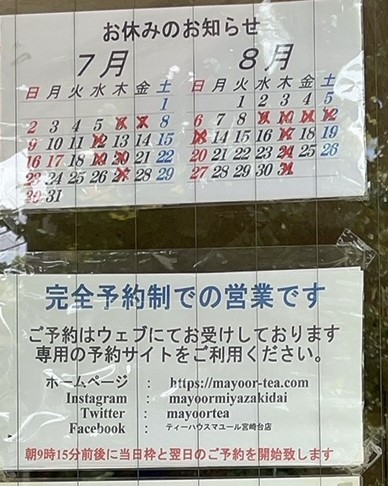 お休みのお知らせ
7月 8月
日 月 火 水 木 金 土 日 月 火 水 木 金 土
1 1 2 3 4 5
2 3 4 5 8 6 7 8 10 11 12
9 10 11 12 13 14 15 13 14 15 16 17 18 19
16 17 18 19 20 21 22 20 21 22 23 24 25 26
23 24 25 26 27 28 29 27 28 29 30 31
30 31
完全予約制での営業です
ご予約はウェブにてお受けしております
専用の予約サイトをご利用ください。
ホームページ : https://mayoor-tea.com
Instagram : mayoormiyazakidai
Twitter : mayoortea
Facebook : ティーハウスマユール宮崎台店
朝9時15分前後に当日枠と翌日のご予約を開始致します